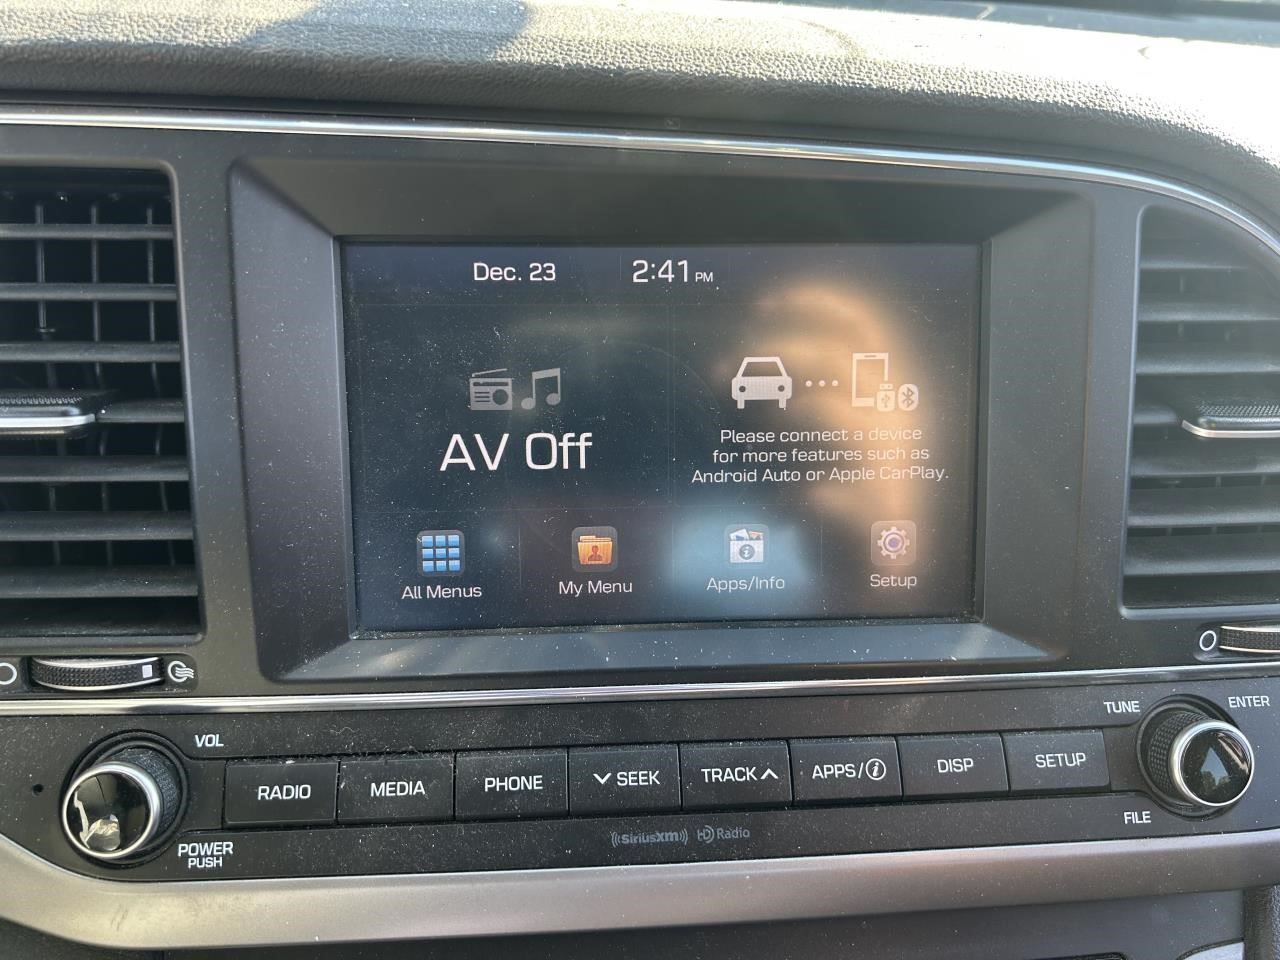 Dec. 23
2:41 PM
AV Off
Please connect a device
for more features such as
Android Auto or Apple CarPlay.
All Menus
My Menu
Apps/Info
Setup
VOL
TUNE
ENTER
RADIO
MEDIA
PHONE
SEEK
TRACK
APPS/i
DISP
SETUP
POWER
PUSH
FILE
SiriusXM
HD Radio